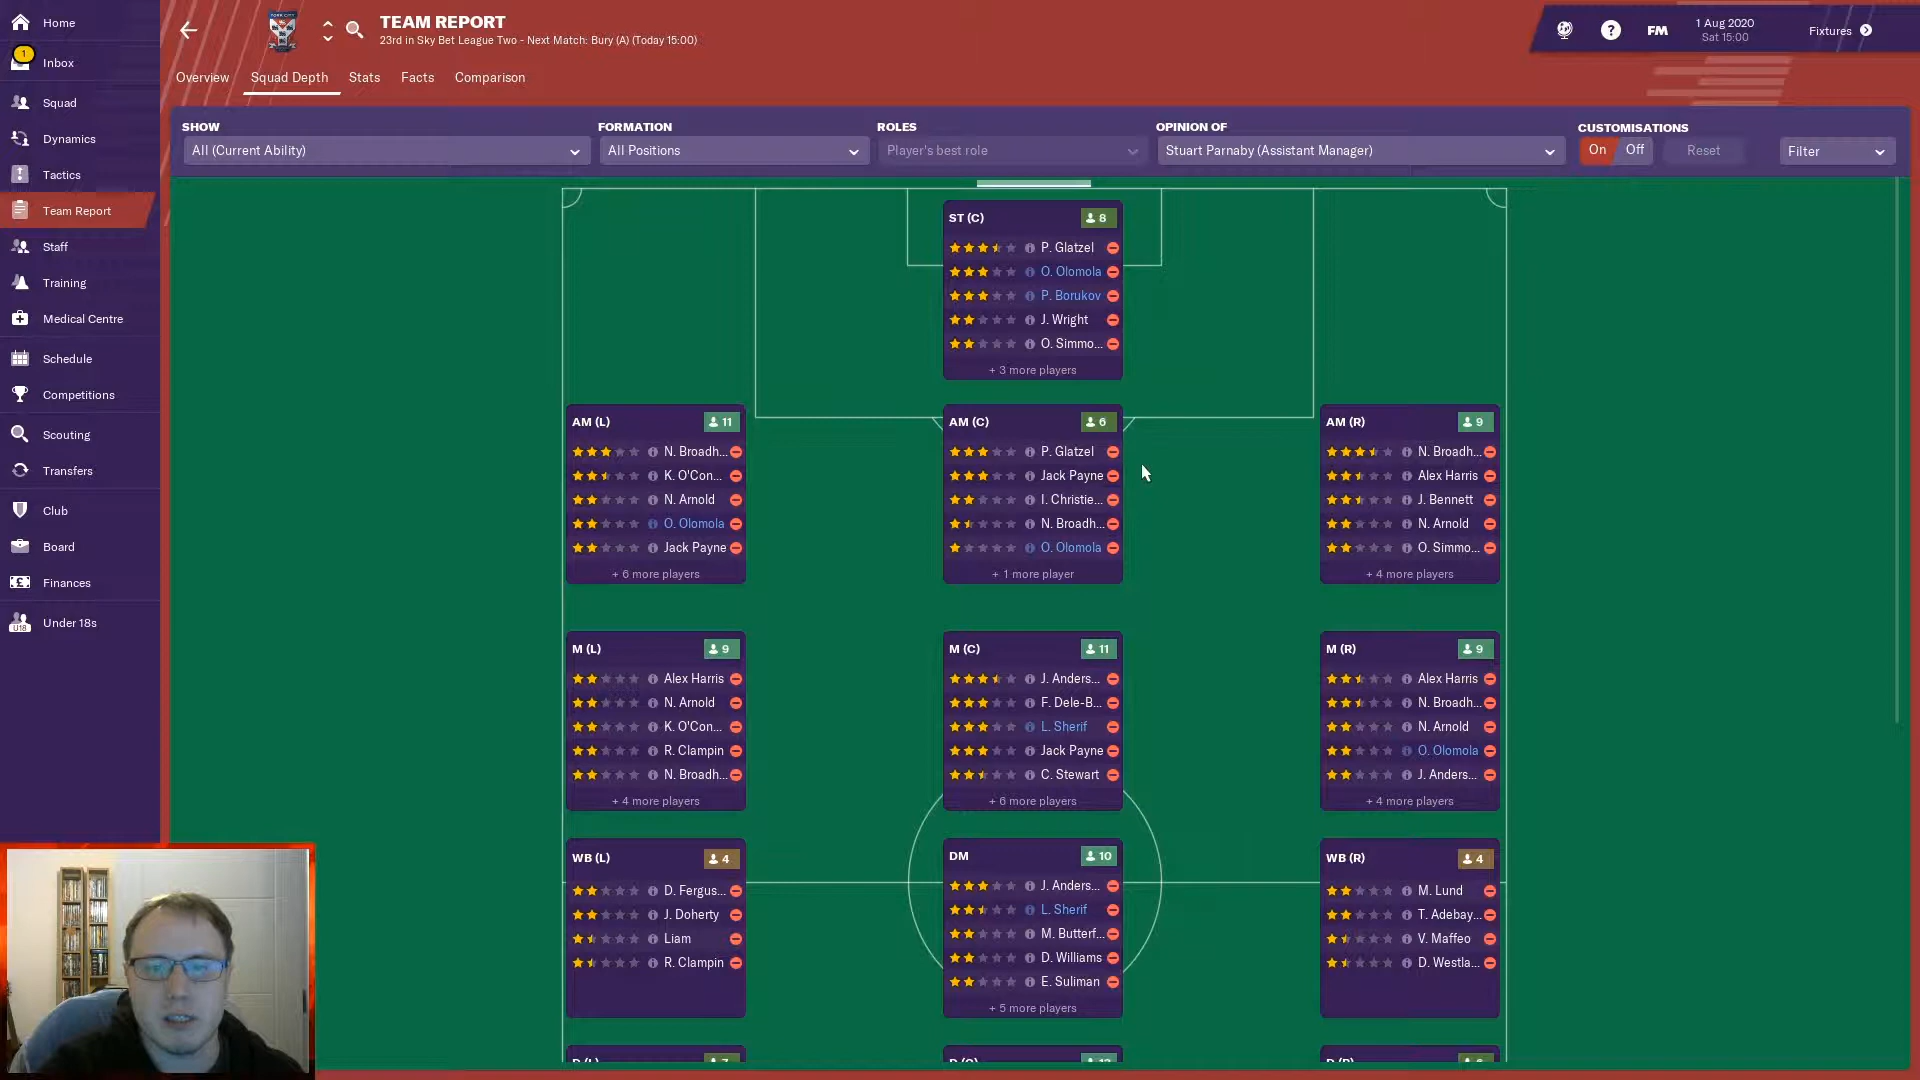 Home
1
Inbox
Squad
Dynamics
Tactics
Team Report
Staff
Training
Medical Centre
Schedule
Competitions
Scouting
Transfers
Club
Board
Finances
U18
Under 18s
YORK CITY
TEAM REPORT
23rd in Sky Bet League Two - Next Match: Bury (A) (Today 15:00)
? FM
1 Aug 2020
Sat 15:00
Fixtures
Overview Squad Depth Stats Facts Comparison
SHOW
All (Current Ability)
FORMATION
All Positions
ROLES
Player's best role
OPINION OF
Stuart Parnaby (Assistant Manager)
CUSTOMISATIONS
On Off Reset
Filter
ST (C) 8
P. Glatzel
O. Olomola
P. Borukov
J. Wright
O. Simmo...
+ 3 more players
AM (L) 11
N. Broadh...
K. O'Con...
N. Arnold
O. Olomola
Jack Payne
+ 6 more players
AM (C) 6
P. Glatzel
Jack Payne
I. Christie...
N. Broadh...
O. Olomola
+ 1 more player
AM (R) 9
N. Broadh...
Alex Harris
J. Bennett
N. Arnold
O. Simmo...
+ 4 more players
M (L) 9
Alex Harris
N. Arnold
K. O'Con...
R. Clampin
N. Broadh...
+ 4 more players
M (C) 11
J. Anders...
F. Dele-B...
L. Sherif
Jack Payne
C. Stewart
+ 6 more players
M (R) 9
Alex Harris
N. Broadh...
N. Arnold
O. Olomola
J. Anders...
+ 4 more players
WB (L) 4
D. Fergus...
J. Doherty
Liam
R. Clampin
DM 10
J. Anders...
L. Sherif
M. Butterf...
D. Williams
E. Suliman
+ 5 more players
WB (R) 4
M. Lund
T. Adebay...
V. Maffeo
D. Westla...